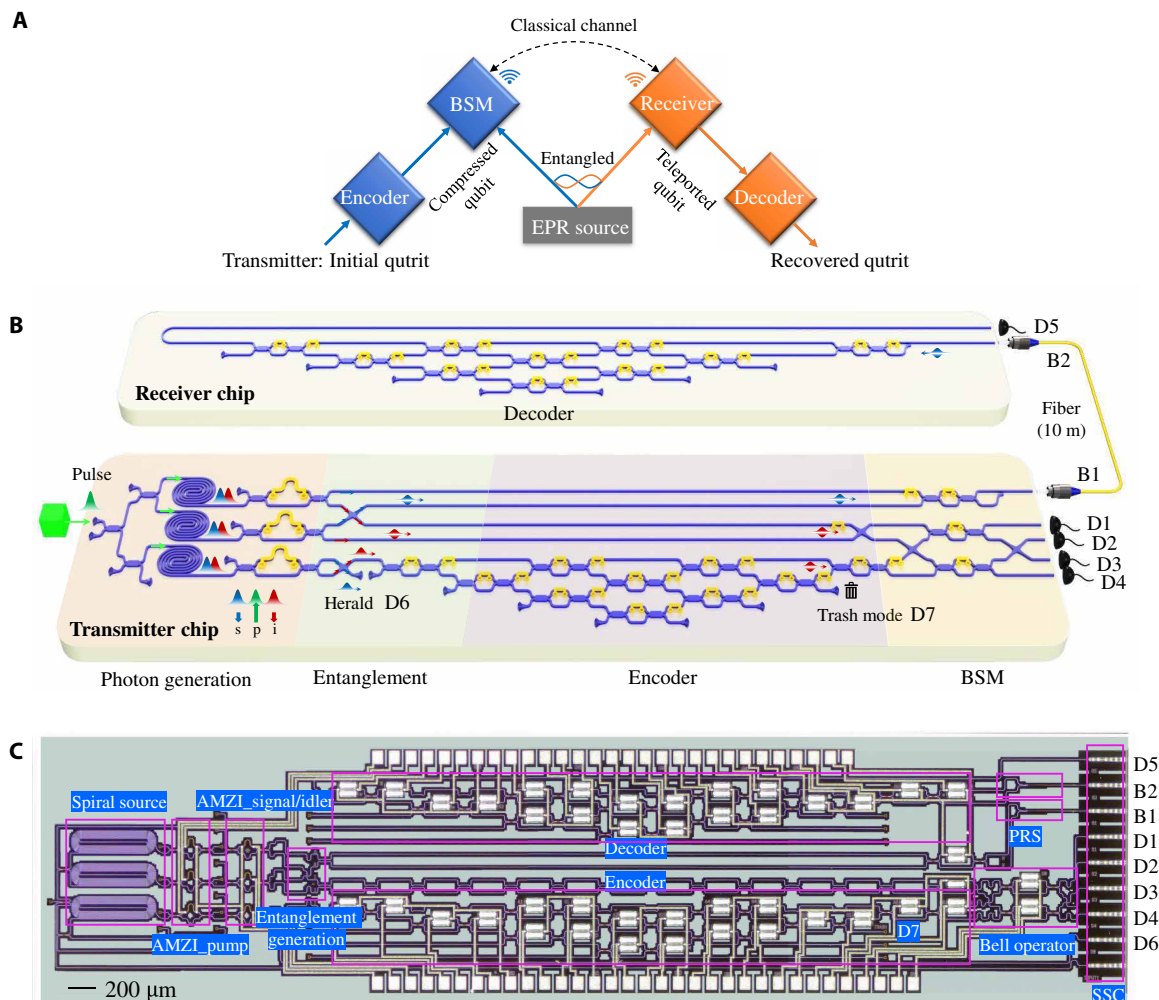 A
Classical channel
BSM
Receiver
Compressed
qubit
Entangled
Teleported
qubit
Encoder
Decoder
EPR source
Transmitter: Initial qutrit
Recovered qutrit
B
D5
B2
Receiver chip
Decoder
Fiber
(10 m)
Pulse
B1
D1
D2
D3
D4
Herald D6
Trash mode D7
s p i
Transmitter chip
Photon generation
Entanglement
Encoder
BSM
C
Spiral source
AMZI_signal/idler
D5
B2
B1
PRS
D1
Decoder
D2
Encoder
D3
Entanglement
generation
D4
D7
AMZI_pump
Bell operator
D6
200 μm
SSC